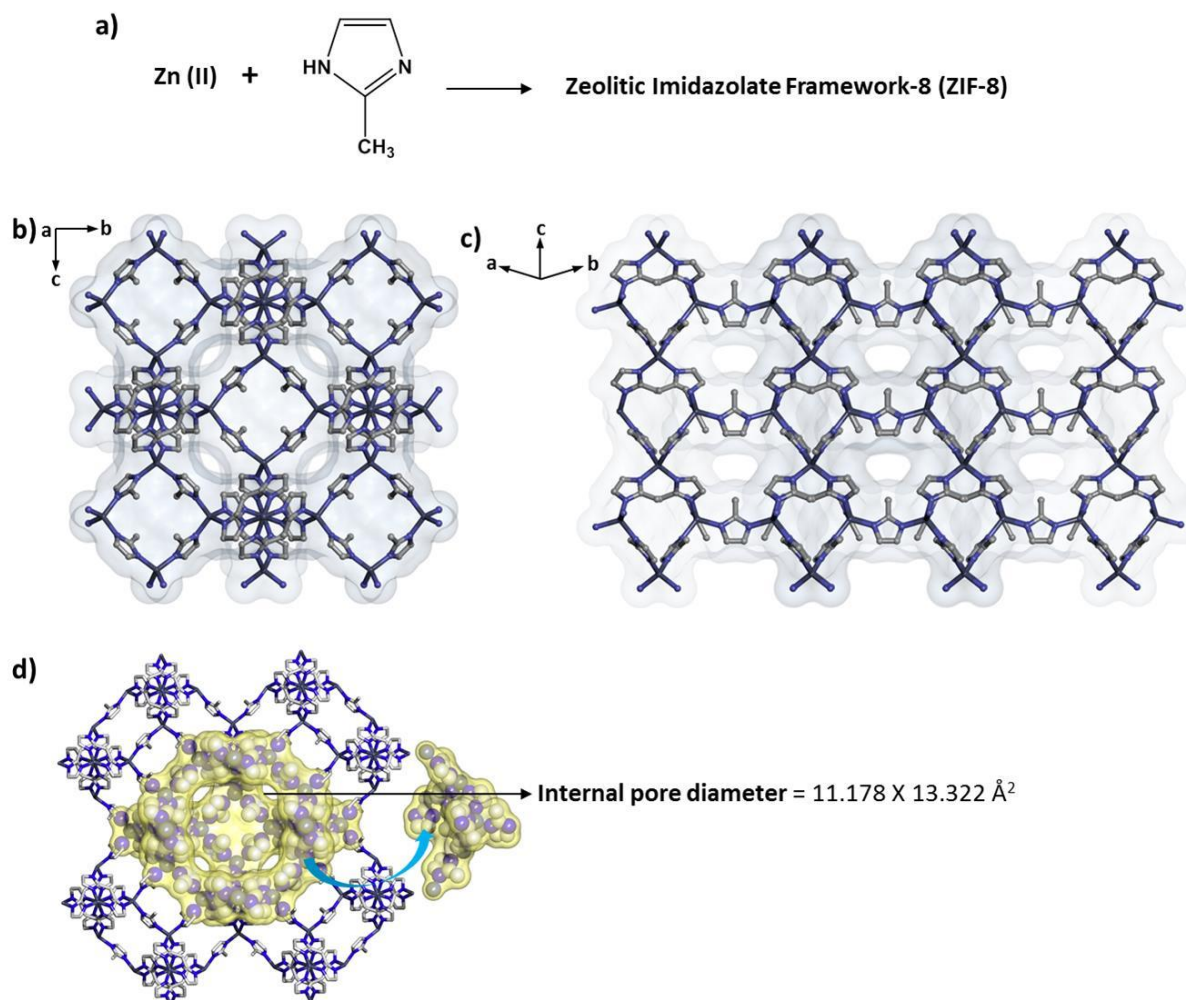 a)
Zn (II) + HN N CH3 Zeolitic Imidazolate Framework-8 (ZIF-8)
b) a b c
c) c a b
d)
Internal pore diameter = 11.178 X 13.322 Å²